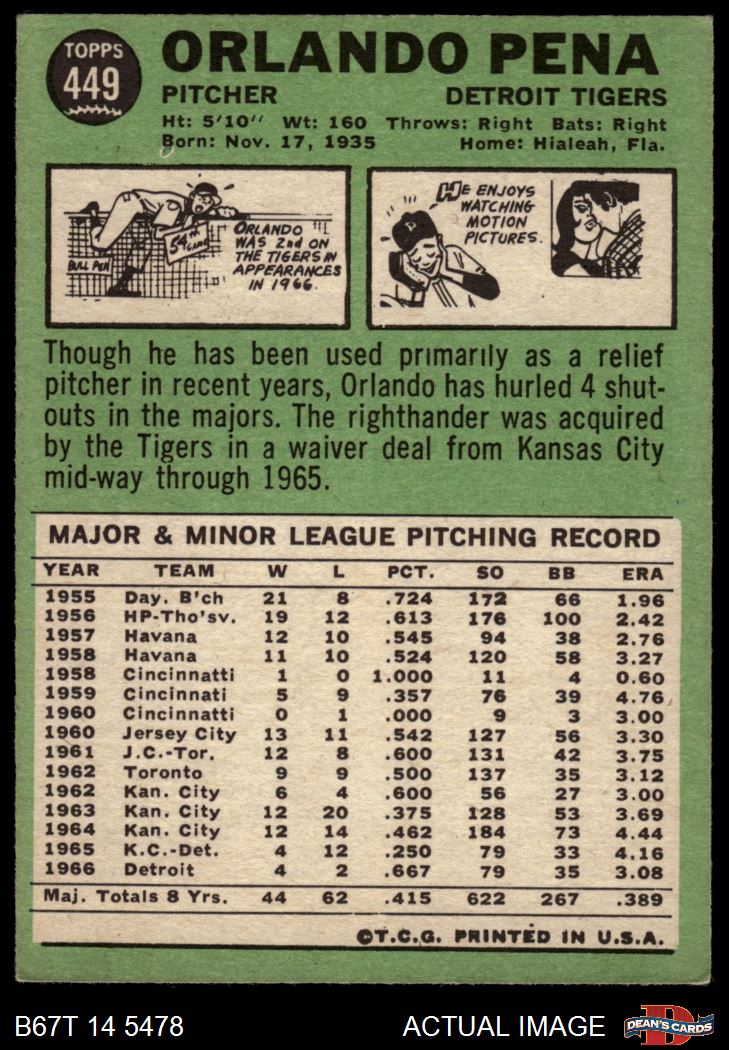 TOPPS
449
ORLANDO PENA
PITCHER DETROIT TIGERS
Ht: 5'10" Wt: 160 Throws: Right Bats: Right
Born: Nov. 17, 1935 Home: Hialeah, Fla.
BULL PEN
54TH GAME
ORLANDO
WAS 2nd ON
THE TIGERS IN
APPEARANCES
IN 1966.
HE ENJOYS
WATCHING
MOTION
PICTURES.
D
Though he has been used primarily as a relief
pitcher in recent years, Orlando has hurled 4 shut-
outs in the majors. The righthander was acquired
by the Tigers in a waiver deal from Kansas City
mid-way through 1965.
MAJOR & MINOR LEAGUE PITCHING RECORD
YEAR TEAM W L PCT. SO BB ERA
1955 Day. B'ch 21 8 .724 172 66 1.96
1956 HP-Tho'sv. 19 12 .613 176 100 2.42
1957 Havana 12 10 .545 94 38 2.76
1958 Havana 11 10 .524 120 58 3.27
1958 Cincinnatti 1 0 1.000 11 4 0.60
1959 Cincinnati 5 9 .357 76 39 4.76
1960 Cincinnatti 0 1 .000 9 3 3.00
1960 Jersey City 13 11 .542 127 56 3.30
1961 J.C.-Tor. 12 8 .600 131 42 3.75
1962 Toronto 9 9 .500 137 35 3.12
1962 Kan. City 6 4 .600 56 27 3.00
1963 Kan. City 12 20 .375 128 53 3.69
1964 Kan. City 12 14 .462 184 73 4.44
1965 K.C.-Det. 4 12 .250 79 33 4.16
1966 Detroit 4 2 .667 79 35 3.08
Maj. Totals 8 Yrs. 44 62 .415 622 267 .389
©T.C.G. PRINTED IN U.S.A.
B67T 14 5478 ACTUAL IMAGE
D
DEAN'S CARDS